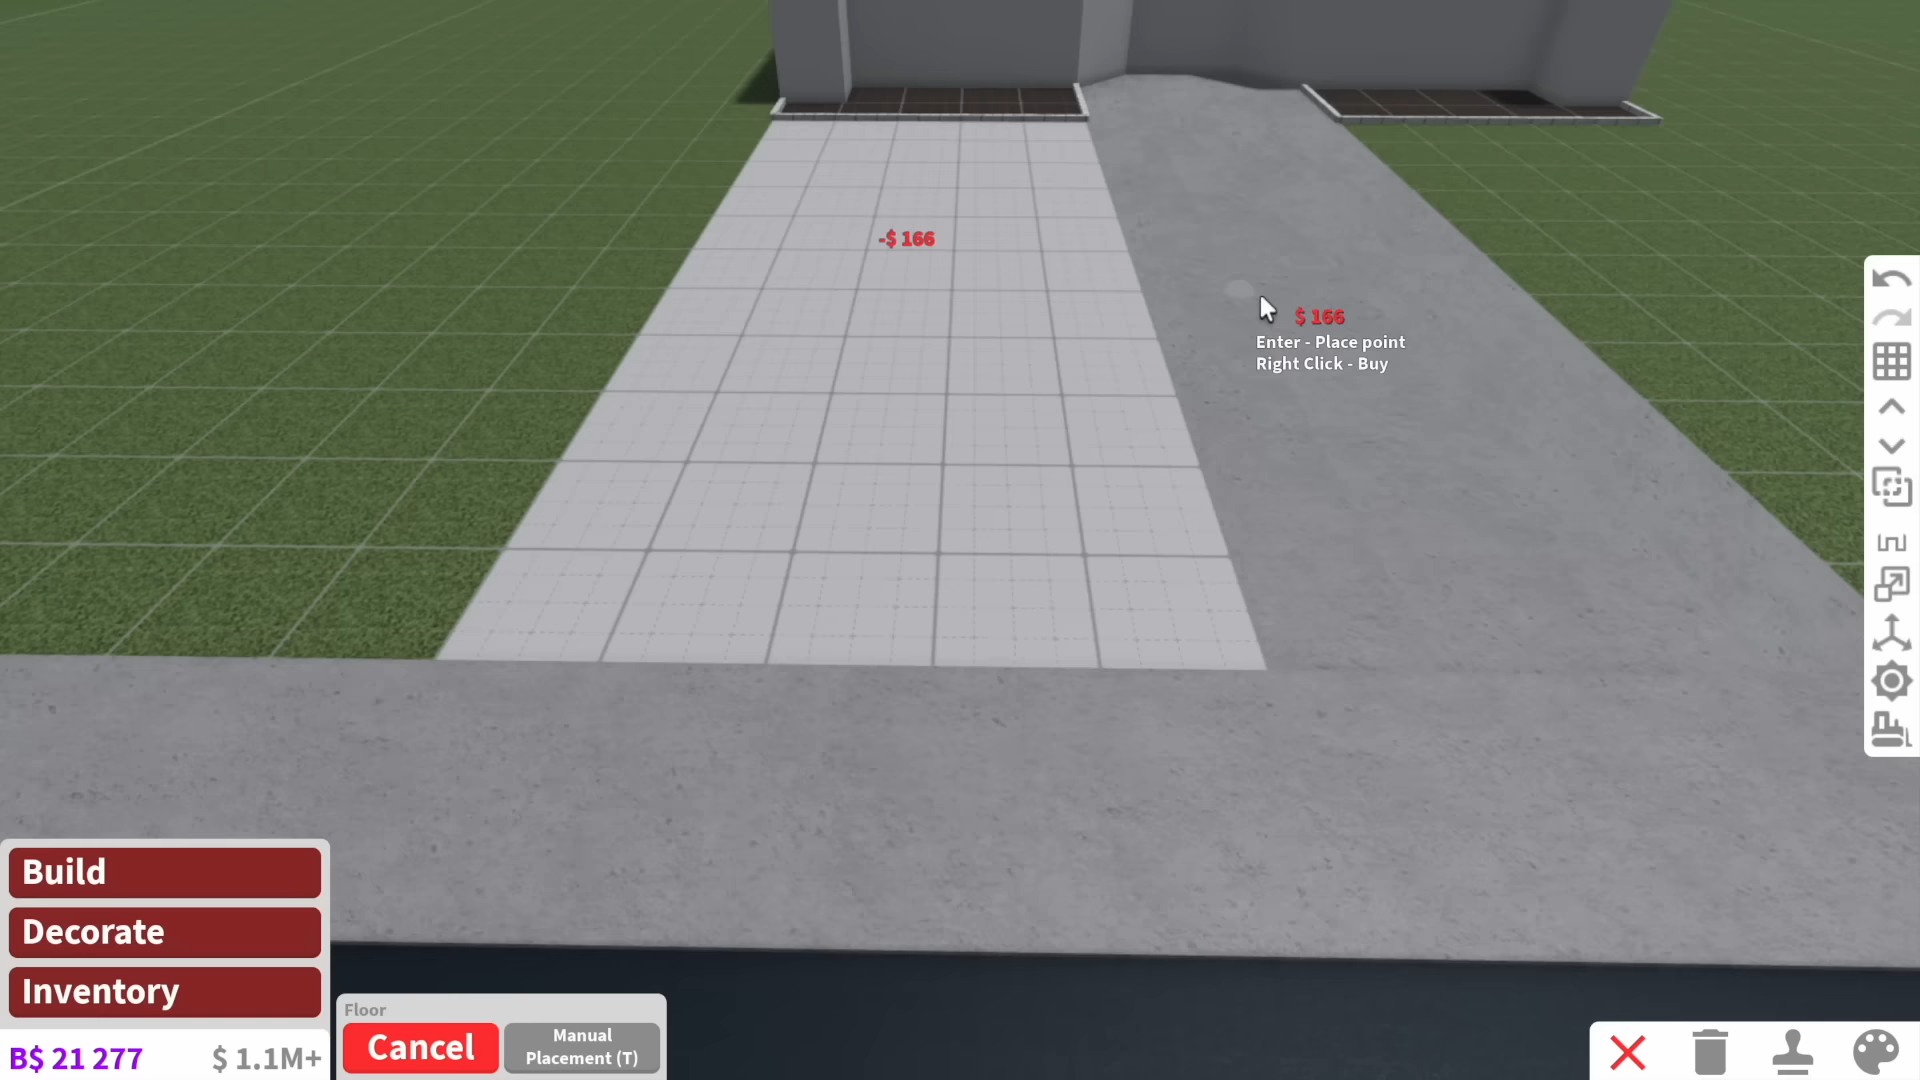 -$ 166
$ 166
Enter - Place point
Right Click - Buy
Build
Decorate
Inventory
B$ 21 277
$ 1.1M+
Floor
Cancel
Manual
Placement (T)